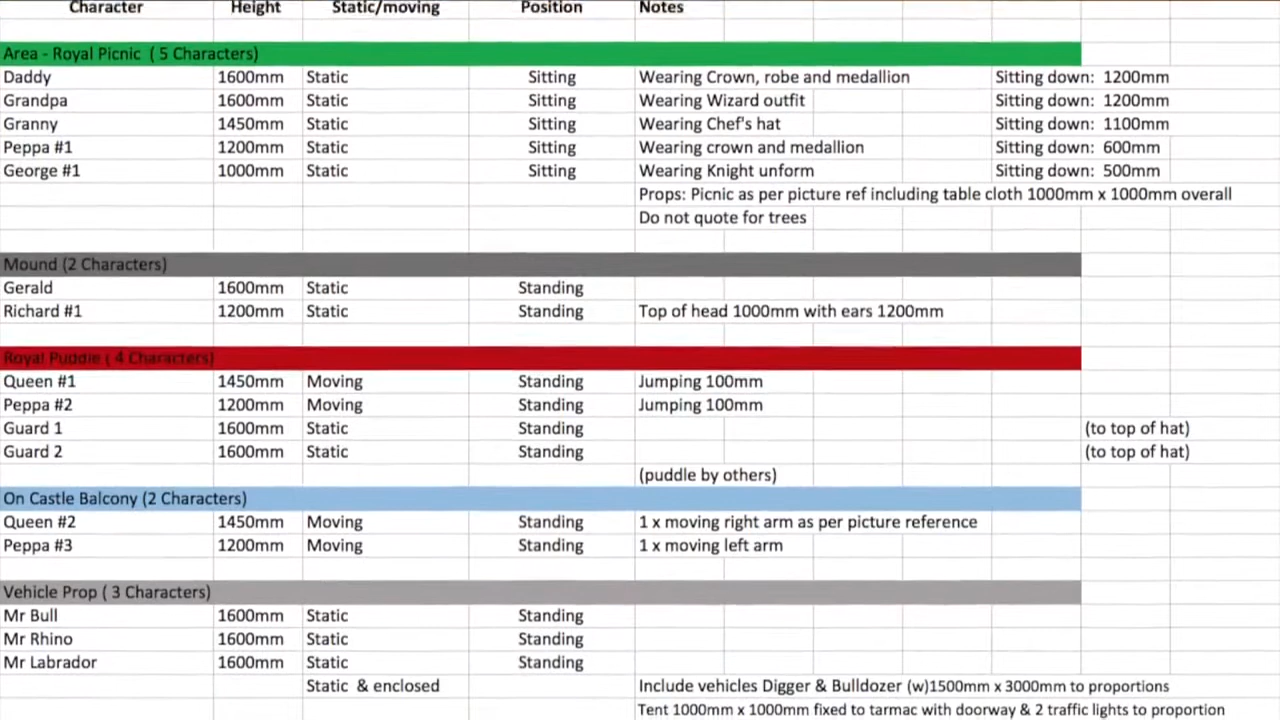 Character Height Static/moving Position Notes
Area - Royal Picnic ( 5 Characters)
Daddy 1600mm Static Sitting Wearing Crown, robe and medallion Sitting down: 1200mm
Grandpa 1600mm Static Sitting Wearing Wizard outfit Sitting down: 1200mm
Granny 1450mm Static Sitting Wearing Chef's hat Sitting down: 1100mm
Peppa #1 1200mm Static Sitting Wearing crown and medallion Sitting down: 600mm
George #1 1000mm Static Sitting Wearing Knight unform Sitting down: 500mm
Props: Picnic as per picture ref including table cloth 1000mm x 1000mm overall
Do not quote for trees
Mound (2 Characters)
Gerald 1600mm Static Standing
Richard #1 1200mm Static Standing Top of head 1000mm with ears 1200mm
Royal Puddle ( 4 Characters)
Queen #1 1450mm Moving Standing Jumping 100mm
Peppa #2 1200mm Moving Standing Jumping 100mm
Guard 1 1600mm Static Standing (to top of hat)
Guard 2 1600mm Static Standing (to top of hat)
(puddle by others)
On Castle Balcony (2 Characters)
Queen #2 1450mm Moving Standing 1 x moving right arm as per picture reference
Peppa #3 1200mm Moving Standing 1 x moving left arm
Vehicle Prop ( 3 Characters)
Mr Bull 1600mm Static Standing
Mr Rhino 1600mm Static Standing
Mr Labrador 1600mm Static Standing
Static & enclosed Include vehicles Digger & Bulldozer (w)1500mm x 3000mm to proportions
Tent 1000mm x 1000mm fixed to tarmac with doorway & 2 traffic lights to proportion